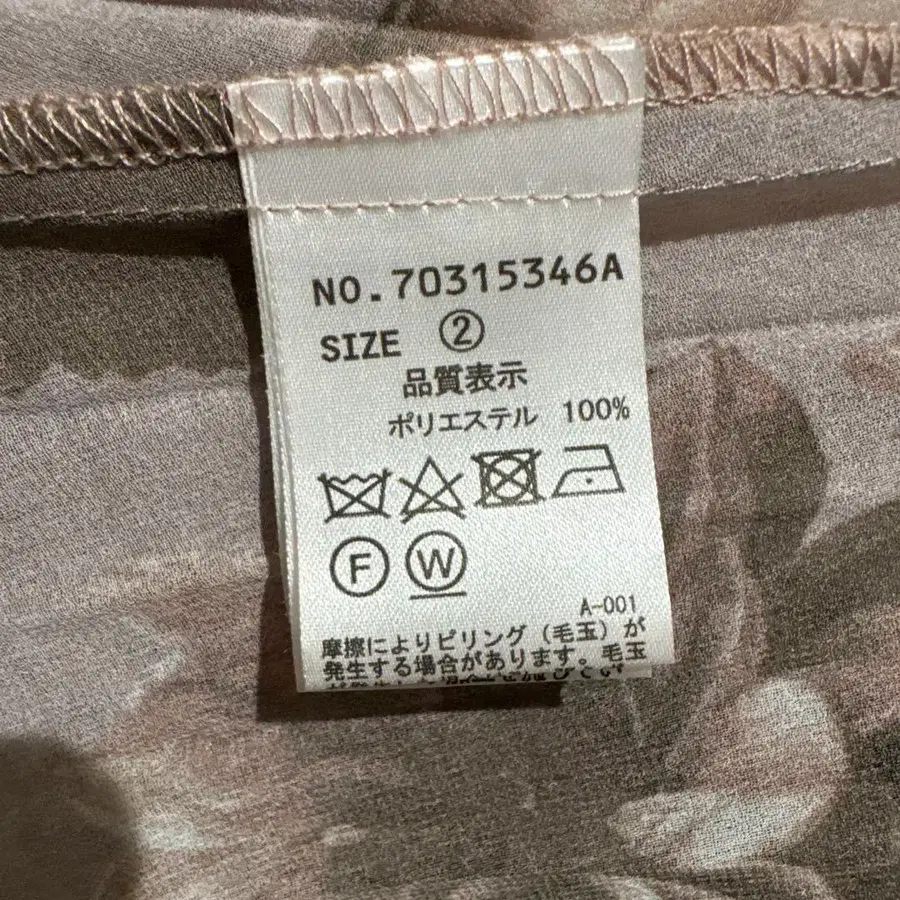 NO.70315346A
SIZE ②
品質表示
ポリエステル 100%
F W
A-001
摩擦によりピリング(毛玉)が
発生する場合があります。毛玉